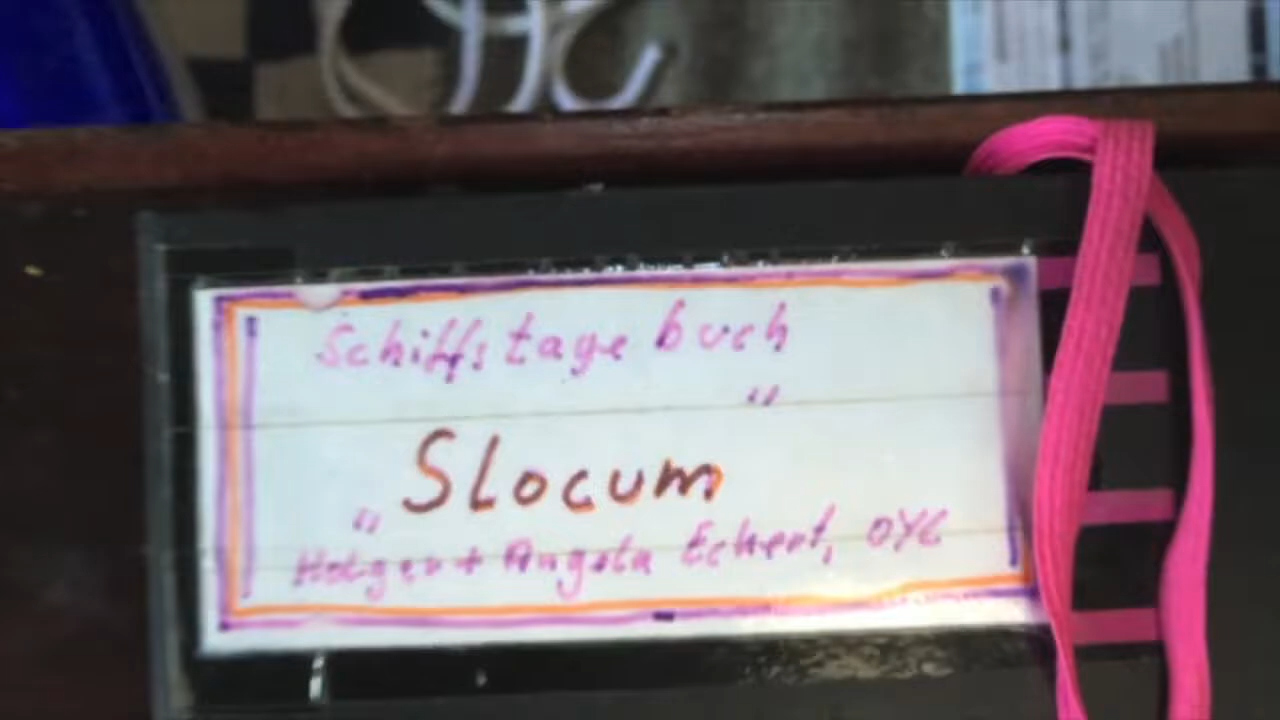 Schiffstagebuch
„Slocum“
Holger + Angela Eckert, OYC